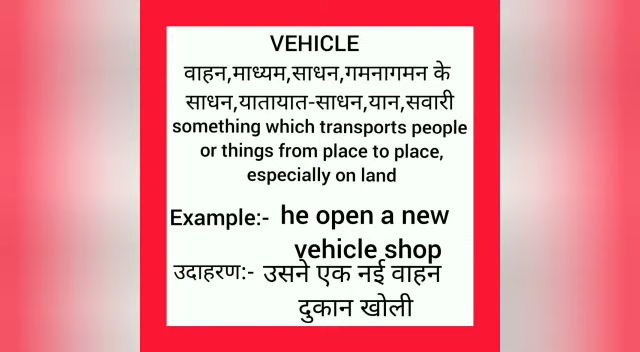 VEHICLE
वाहन,माध्यम,साधन,गमनागमन के
साधन,यातायात-साधन,यान,सवारी
something which transports people
or things from place to place,
especially on land
Example:- he open a new
vehicle shop
उदाहरण:- उसने एक नई वाहन
दुकान खोली